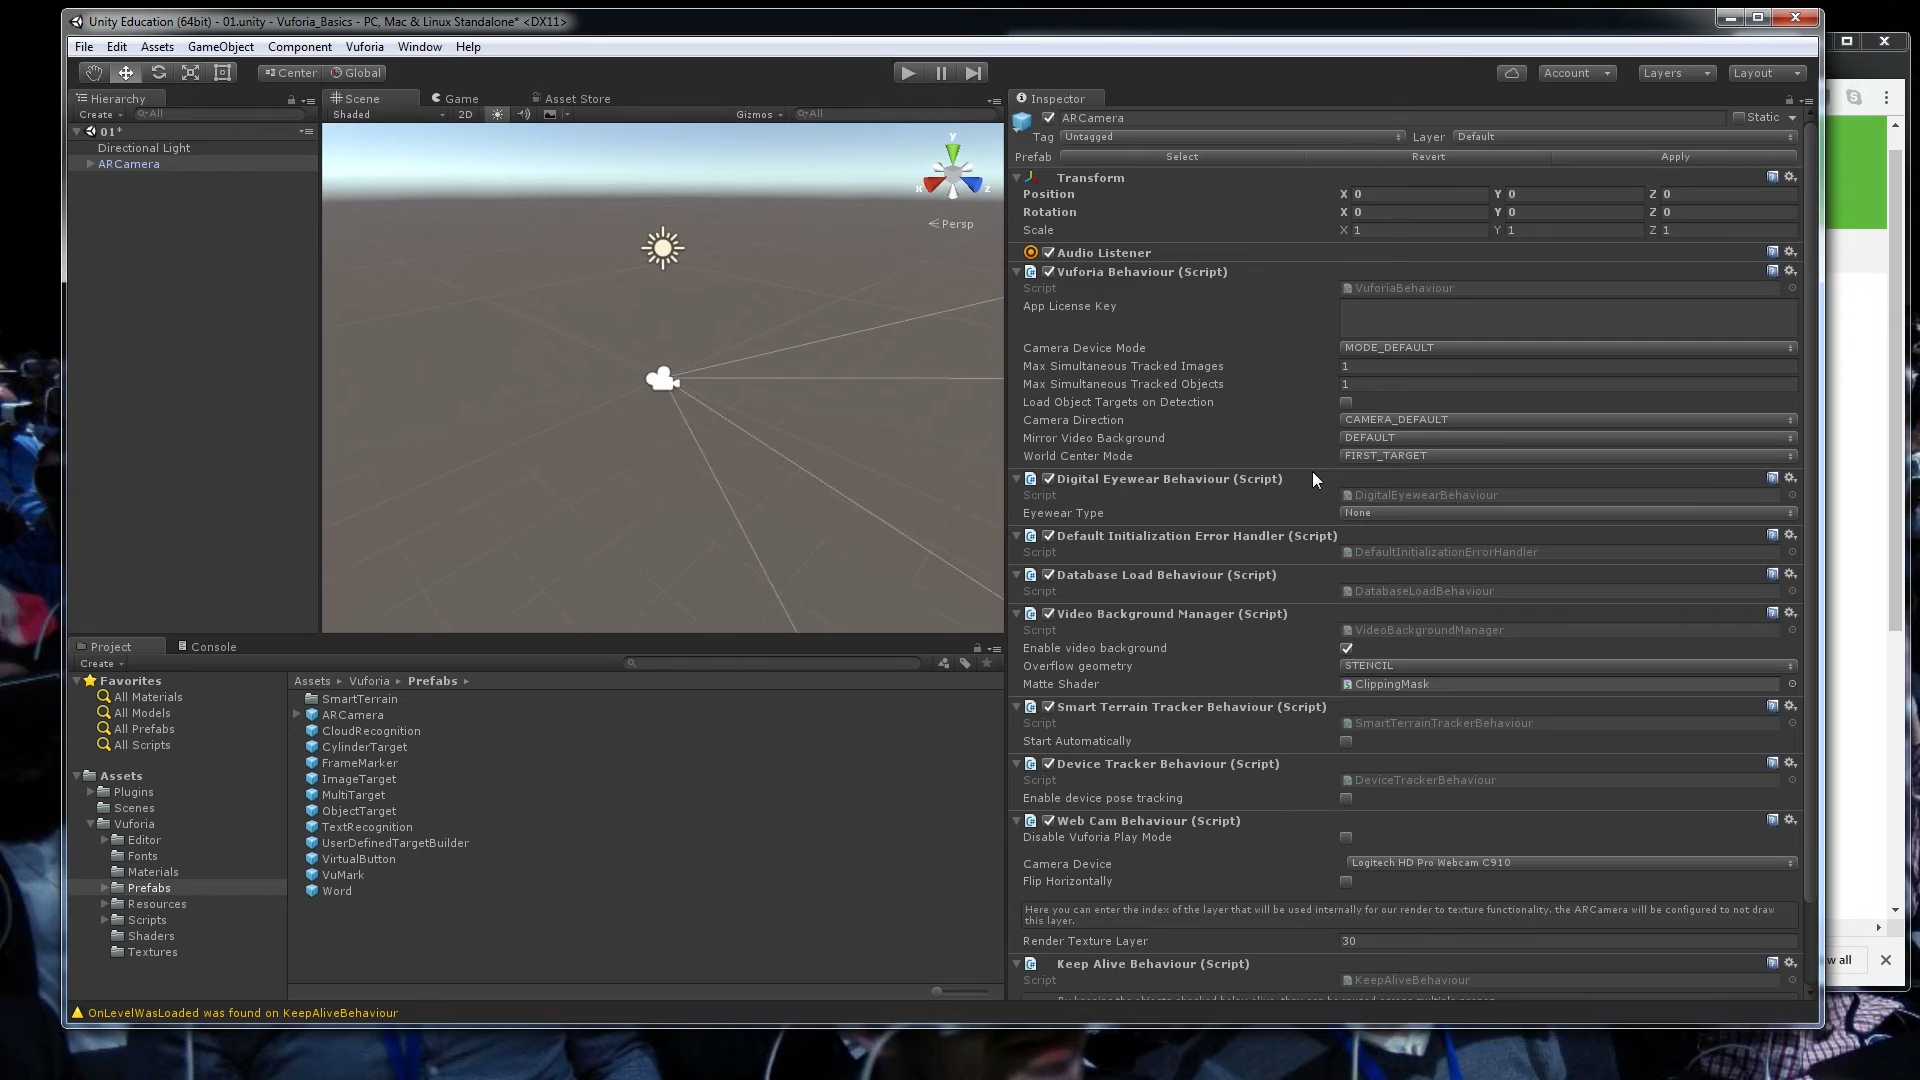 Unity Education (64bit) - 01.unity - Vuforia_Basics - PC, Mac & Linux Standalone* <DX11>
File Edit Assets GameObject Component Vuforia Window Help
Center Global Account Layers Layout
Hierarchy Scene Game Asset Store Inspector
Create All Shaded 2D Gizmos All
ARCamera Static
01*
Directional Light
ARCamera
y
x
z
Persp
Tag Untagged Layer Default
Prefab Select Revert Apply
Transform
Position X 0 Y 0 Z 0
Rotation X 0 Y 0 Z 0
Scale X 1 Y 1 Z 1
Audio Listener
Vuforia Behaviour (Script)
Script VuforiaBehaviour
App License Key
Camera Device Mode MODE_DEFAULT
Max Simultaneous Tracked Images 1
Max Simultaneous Tracked Objects 1
Load Object Targets on Detection
Camera Direction CAMERA_DEFAULT
Mirror Video Background DEFAULT
World Center Mode FIRST_TARGET
Digital Eyewear Behaviour (Script)
Script DigitalEyewearBehaviour
Eyewear Type None
Default Initialization Error Handler (Script)
Script DefaultInitializationErrorHandler
Database Load Behaviour (Script)
Script DatabaseLoadBehaviour
Video Background Manager (Script)
Script VideoBackgroundManager
Enable video background
Overflow geometry STENCIL
Matte Shader ClippingMask
Smart Terrain Tracker Behaviour (Script)
Script SmartTerrainTrackerBehaviour
Start Automatically
Device Tracker Behaviour (Script)
Script DeviceTrackerBehaviour
Enable device pose tracking
Web Cam Behaviour (Script)
Disable Vuforia Play Mode
Camera Device Logitech HD Pro Webcam C910
Flip Horizontally
Here you can enter the index of the layer that will be used internally for our render to texture functionality. the ARCamera will be configured to not draw
this layer.
Render Texture Layer 30
Keep Alive Behaviour (Script)
Script KeepAliveBehaviour
Project Console
Create
Favorites
All Materials
All Models
All Prefabs
All Scripts
Assets
Plugins
Scenes
Vuforia
Editor
Fonts
Materials
Prefabs
Resources
Scripts
Shaders
Textures
Assets Vuforia Prefabs
SmartTerrain
ARCamera
CloudRecognition
CylinderTarget
FrameMarker
ImageTarget
MultiTarget
ObjectTarget
TextRecognition
UserDefinedTargetBuilder
VirtualButton
VuMark
Word
OnLevelWasLoaded was found on KeepAliveBehaviour
w all